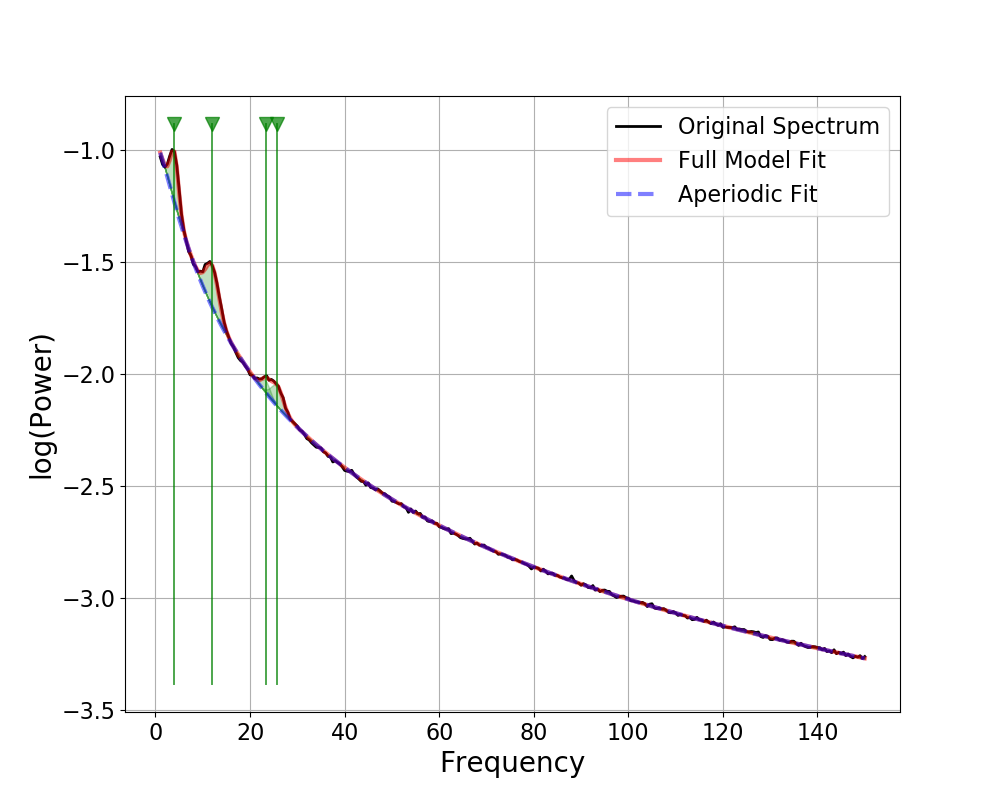 Original Spectrum
Full Model Fit
Aperiodic Fit
log(Power)
−1.0
−1.5
−2.0
−2.5
−3.0
−3.5
0 20 40 60 80 100 120 140
Frequency